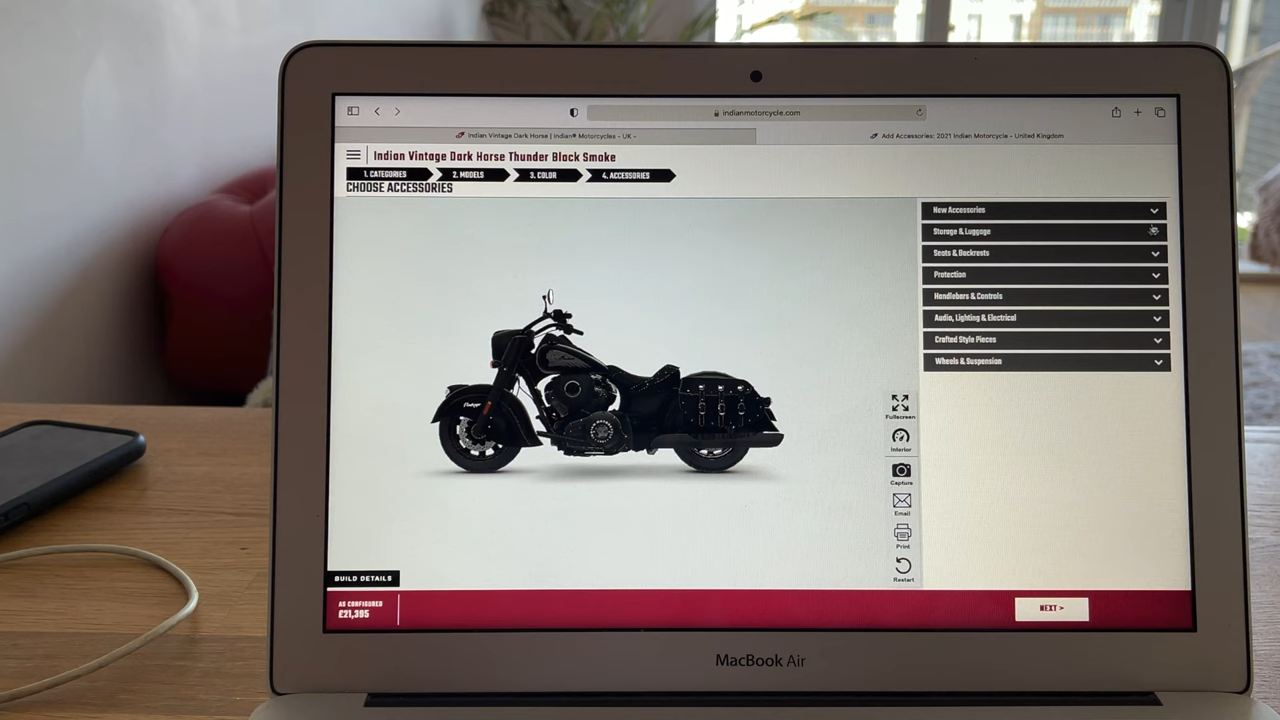 indianmotorcycle.com
Indian Vintage Dark Horse | Indian® Motorcycles - UK -
Add Accessories: 2021 Indian Motorcycle - United Kingdom
Indian Vintage Dark Horse Thunder Black Smoke
1. CATEGORIES
2. MODELS
3. COLOR
4. ACCESSORIES
CHOOSE ACCESSORIES
New Accessories
Storage & Luggage
Seats & Backrests
Protection
Handlebars & Controls
Audio, Lighting & Electrical
Crafted Style Pieces
Wheels & Suspension
Fullscreen
Interior
Capture
Email
Print
Restart
BUILD DETAILS
AS CONFIGURED
£21,395
NEXT >
MacBook Air